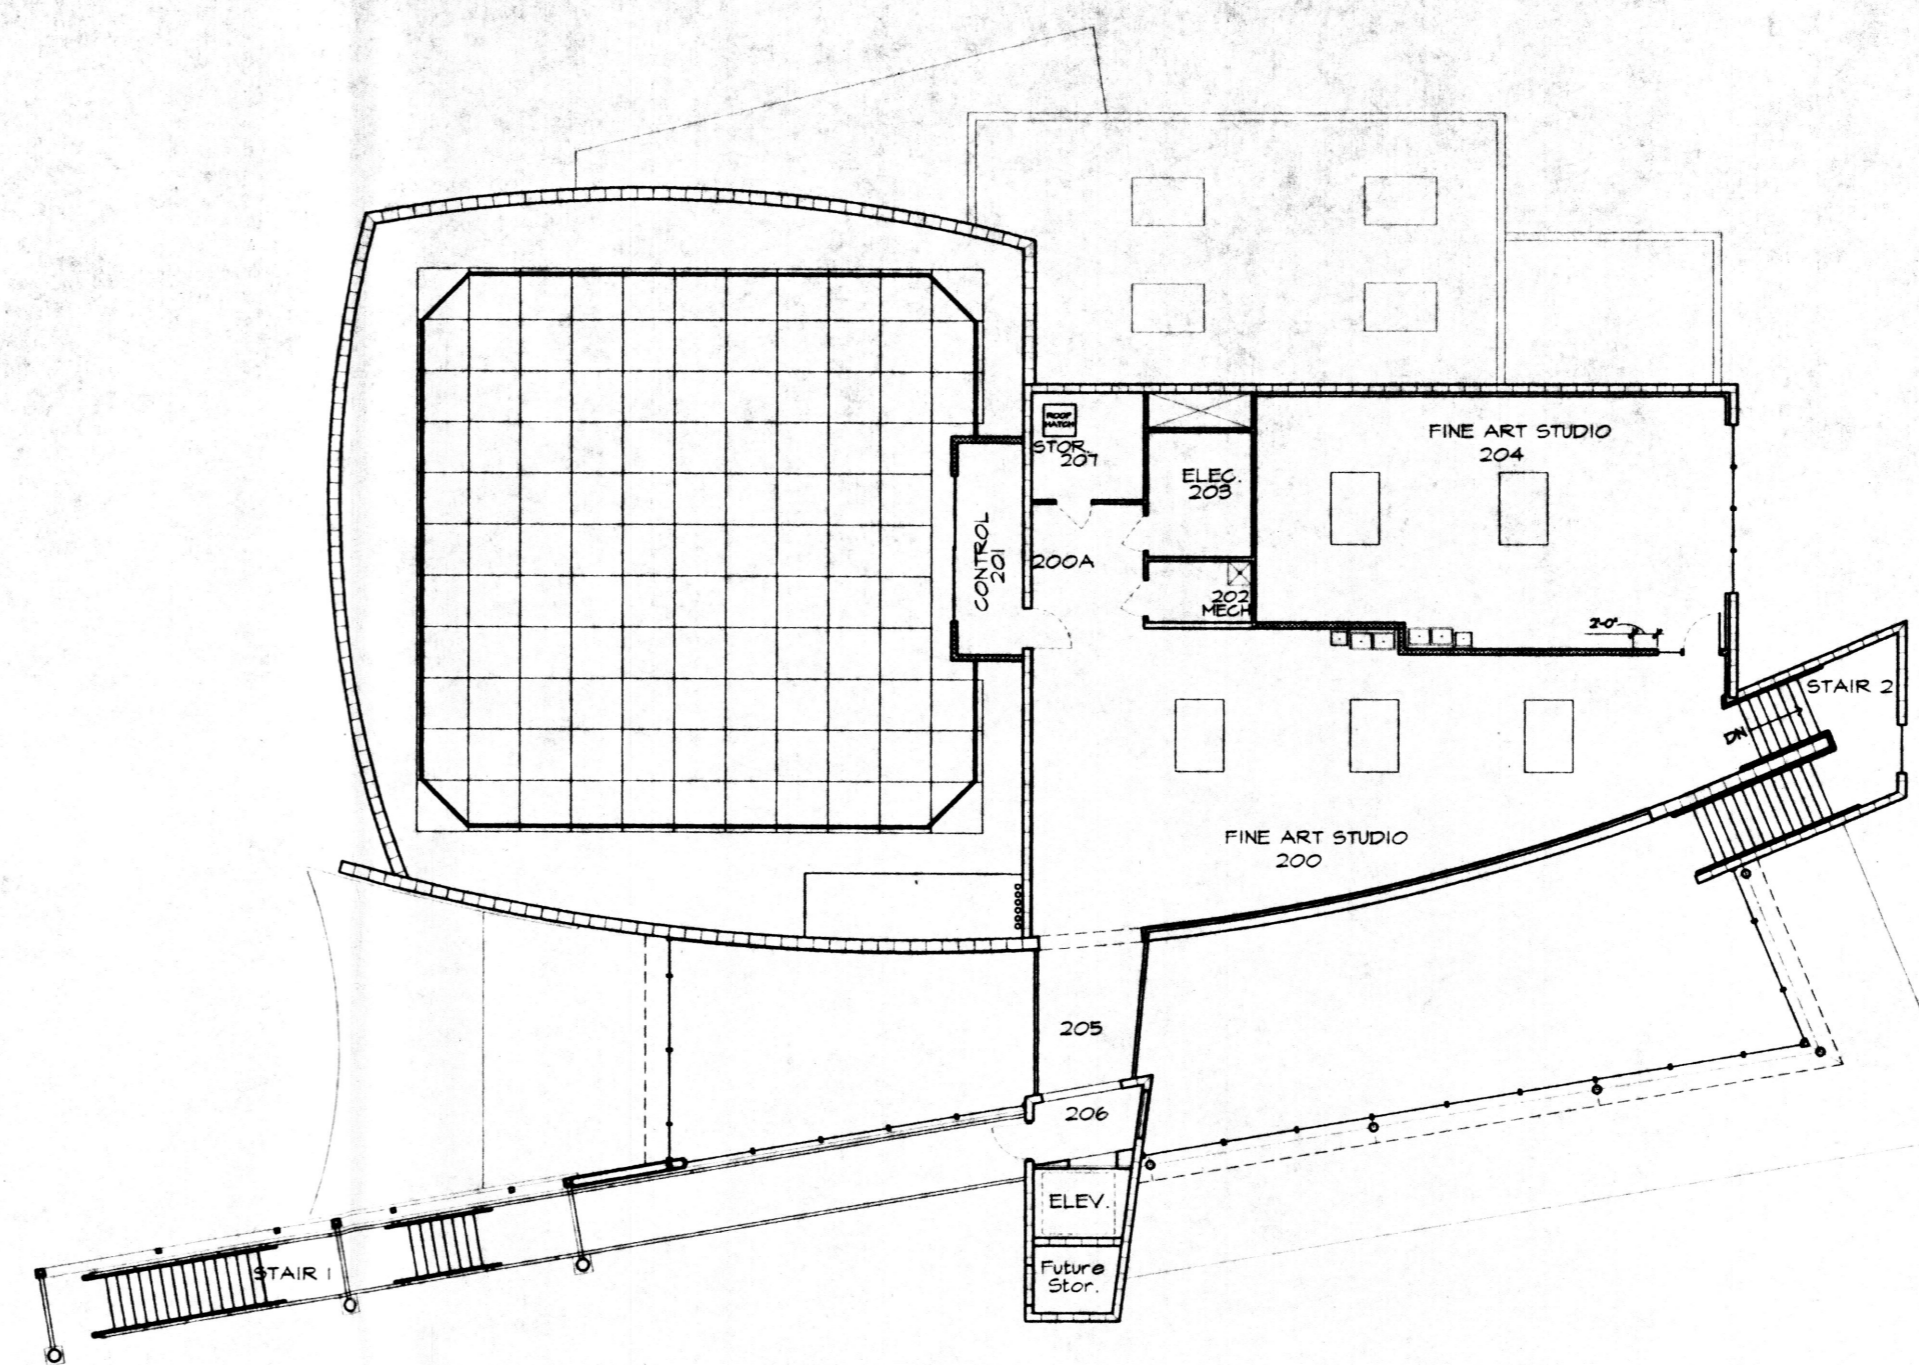 ROOF
HATCH
STOR.
207
FINE ART STUDIO
204
ELEC.
203
CONTROL
201
200A
202
MECH
2'-0"
STAIR 2
DN
FINE ART STUDIO
200
205
206
ELEV.
STAIR 1
Future
Stor.